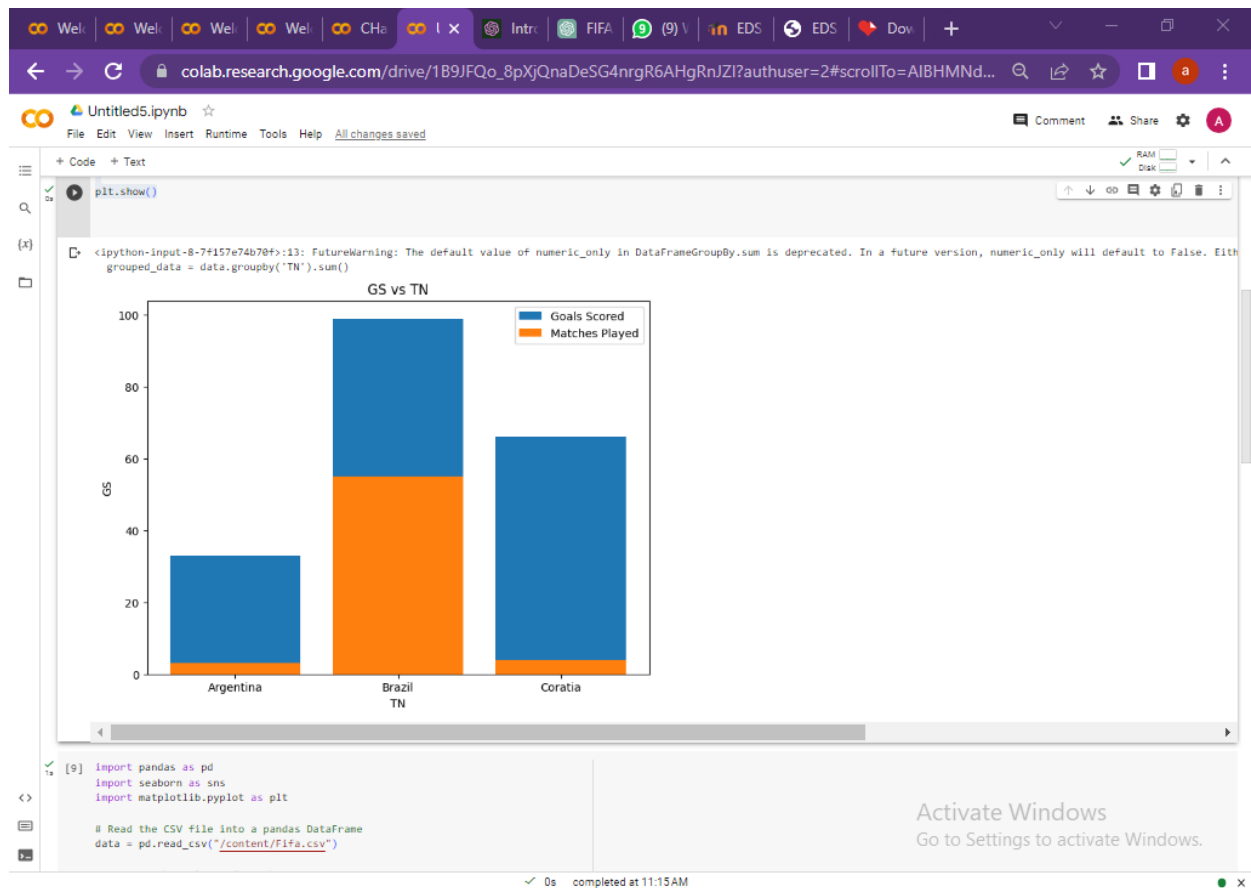 Wel Wel Wel Wel CHa U Intro FIFA (9) W EDS EDS Dow
colab.research.google.com/drive/1B9JFQo_8pXjQnaDeSG4nrgR6AHgRnJZI?authuser=2#scrollTo=AIBHMNd...
a
Untitled5.ipynb
File Edit View Insert Runtime Tools Help All changes saved
Comment Share A
+ Code + Text
RAM
Disk
0s plt.show()
<ipython-input-8-7f157e74b70f>:13: FutureWarning: The default value of numeric_only in DataFrameGroupBy.sum is deprecated. In a future version, numeric_only will default to False. Eith
grouped_data = data.groupby('TN').sum()
GS vs TN
Goals Scored
Matches Played
100
80
60
40
20
0
GS
Argentina Brazil Coratia
TN
1s [9] import pandas as pd
import seaborn as sns
import matplotlib.pyplot as plt
# Read the CSV file into a pandas DataFrame
data = pd.read_csv("/content/Fifa.csv")
Activate Windows
Go to Settings to activate Windows.
0s completed at 11:15 AM